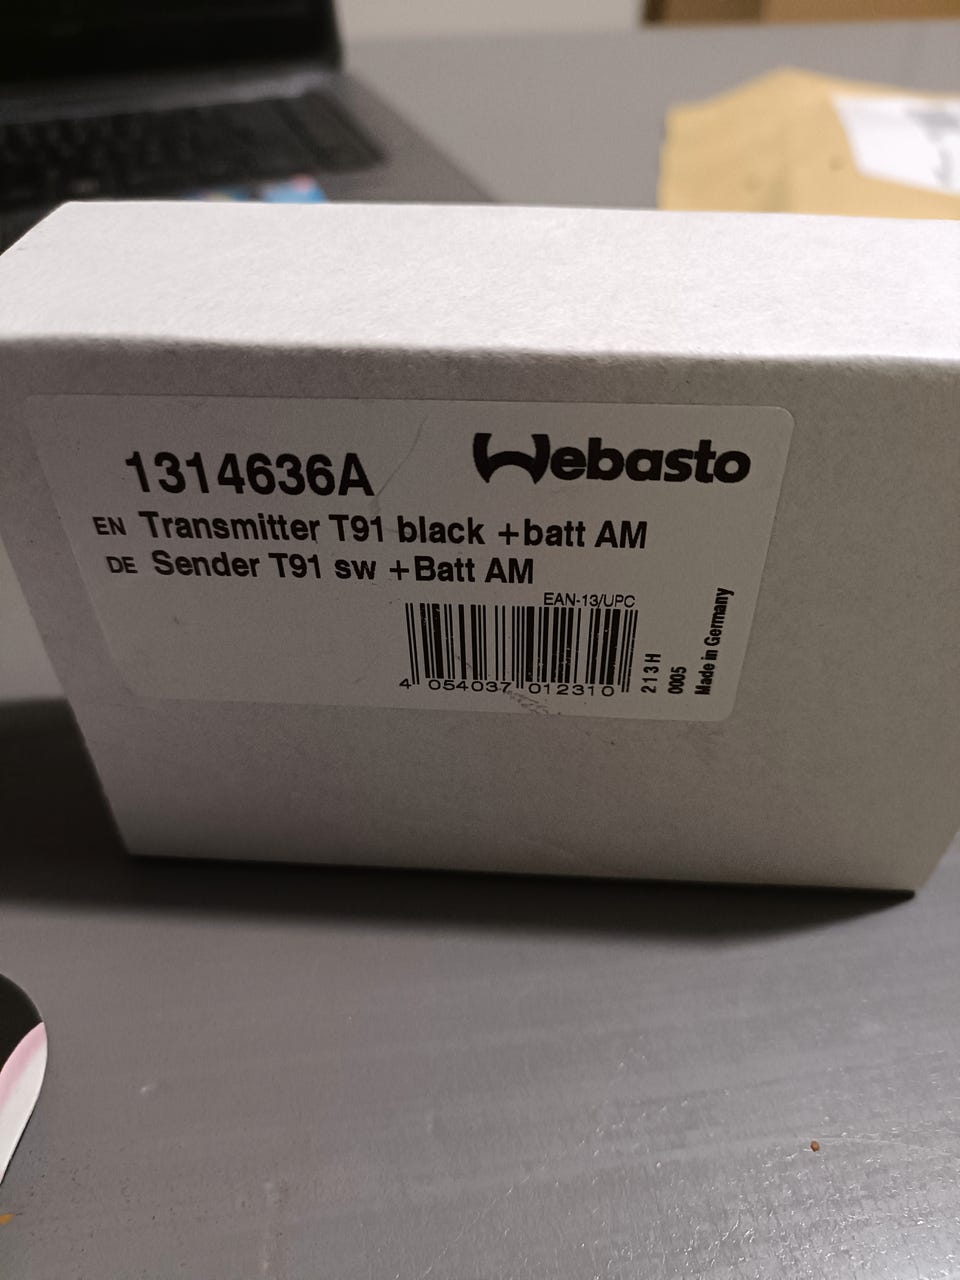 1314636A
Webasto
EN Transmitter T91 black +batt AM
DE Sender T91 sw +Batt AM
EAN-13/UPC
4 054037 012310
213H
0005
Made in Germany